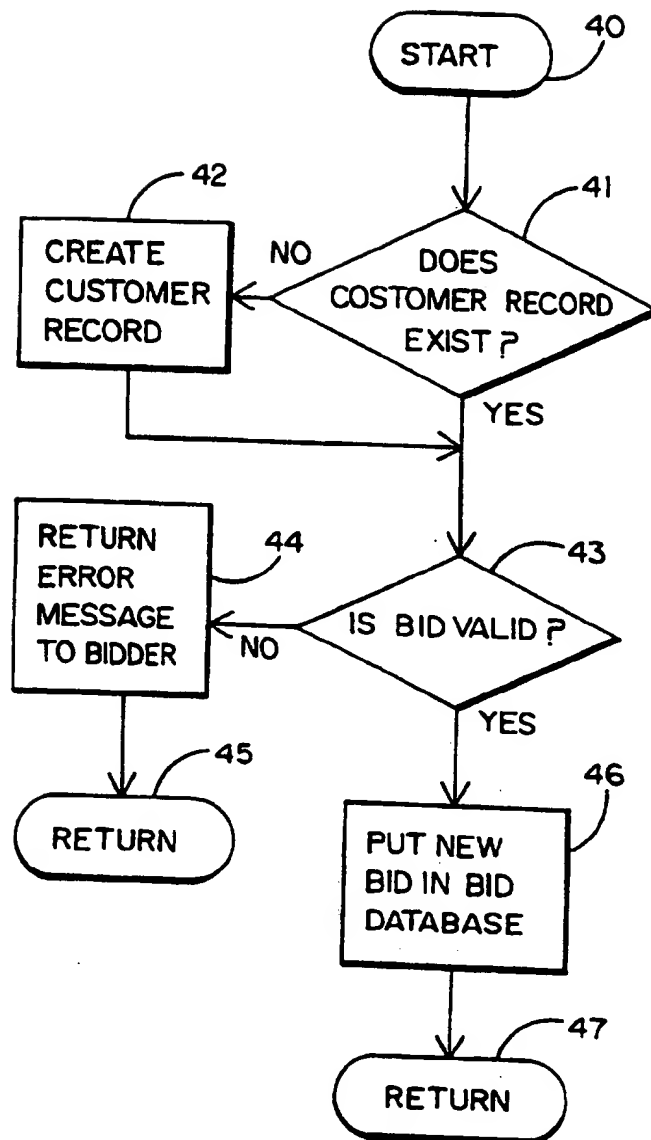 START
40
42
41
CREATE
CUSTOMER
RECORD
NO
DOES
COSTOMER RECORD
EXIST?
YES
RETURN
ERROR
MESSAGE
TO BIDDER
44
43
IS BID VALID?
NO
YES
45
RETURN
46
PUT NEW
BID IN BID
DATABASE
47
RETURN